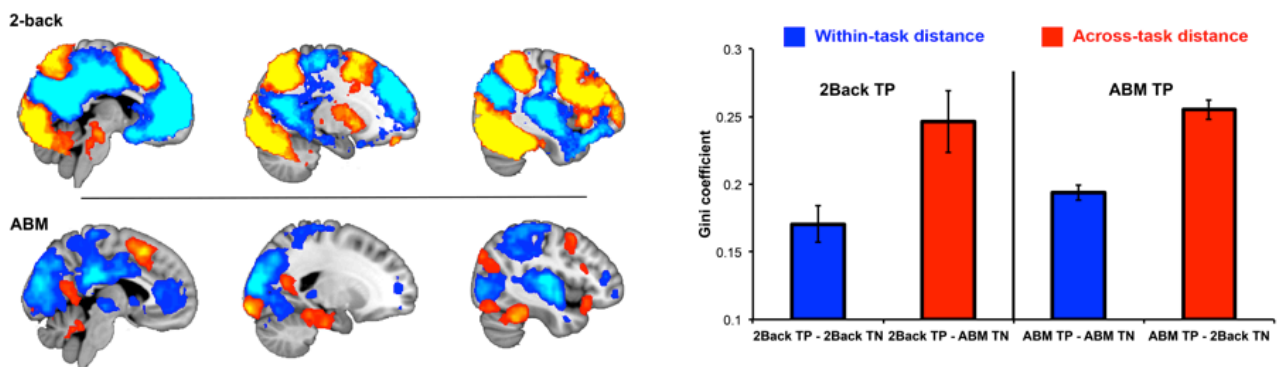 2-back
ABM
Within-task distance
Across-task distance
2Back TP
ABM TP
Gini coefficient
0.3
0.25
0.2
0.15
0.1
2Back TP - 2Back TN
2Back TP - ABM TN
ABM TP - ABM TN
ABM TP - 2Back TN